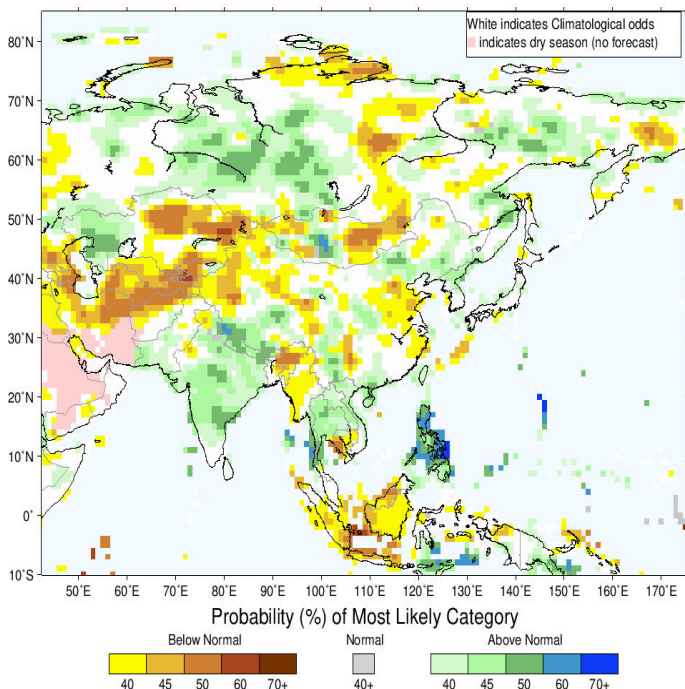 White indicates Climatological odds
indicates dry season (no forecast)
80˚N
70˚N
60˚N
50˚N
40˚N
30˚N
20˚N
10˚N
0˚
10˚S
50˚E 60˚E 70˚E 80˚E 90˚E 100˚E 110˚E 120˚E 130˚E 140˚E 150˚E 160˚E 170˚E
Probability (%) of Most Likely Category
Below Normal Normal Above Normal
40 45 50 60 70+ 40+ 40 45 50 60 70+